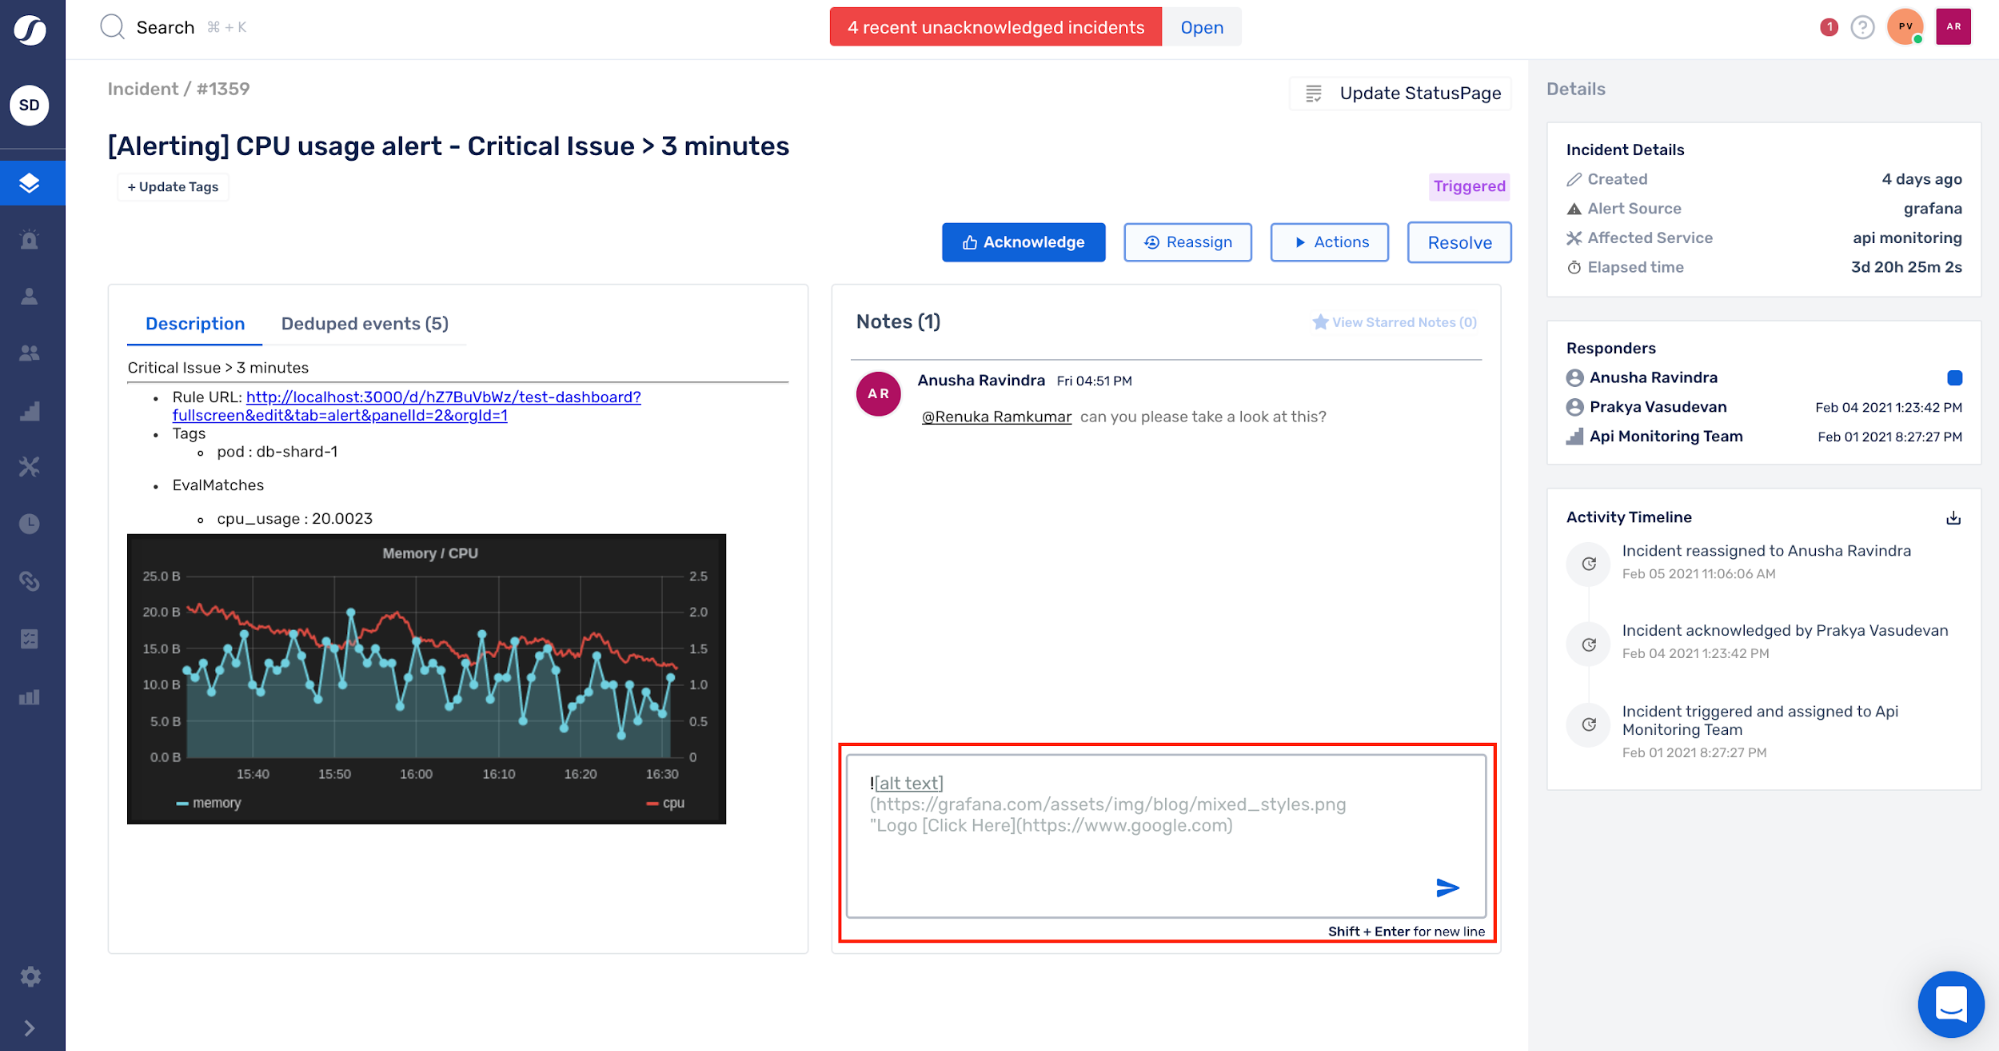 Search ⌘ + K
4 recent unacknowledged incidents
Open
1
?
PV
AR
SD
Incident / #1359
Update StatusPage
[Alerting] CPU usage alert - Critical Issue > 3 minutes
+ Update Tags
Triggered
Acknowledge
Reassign
Actions
Resolve
Description
Deduped events (5)
Critical Issue > 3 minutes
Rule URL: http://localhost:3000/d/hZ7BuVbWz/test-dashboard?
fullscreen&edit&tab=alert&panelId=2&orgId=1
Tags
pod : db-shard-1
EvalMatches
cpu_usage : 20.0023
Memory / CPU
25.0 B
2.5
20.0 B
2.0
15.0 B
1.5
10.0 B
1.0
5.0 B
0.5
0.0 B
0
15:40 15:50 16:00 16:10 16:20 16:30
memory
cpu
Notes (1)
View Starred Notes (0)
AR
Anusha Ravindra Fri 04:51 PM
@Renuka Ramkumar can you please take a look at this?
![alt text]
(https://grafana.com/assets/img/blog/mixed_styles.png
"Logo [Click Here](https://www.google.com)
Shift + Enter for new line
Details
Incident Details
Created 4 days ago
Alert Source grafana
Affected Service api monitoring
Elapsed time 3d 20h 25m 2s
Responders
Anusha Ravindra
Prakya Vasudevan Feb 04 2021 1:23:42 PM
Api Monitoring Team Feb 01 2021 8:27:27 PM
Activity Timeline
Incident reassigned to Anusha Ravindra
Feb 05 2021 11:06:06 AM
Incident acknowledged by Prakya Vasudevan
Feb 04 2021 1:23:42 PM
Incident triggered and assigned to Api
Monitoring Team
Feb 01 2021 8:27:27 PM